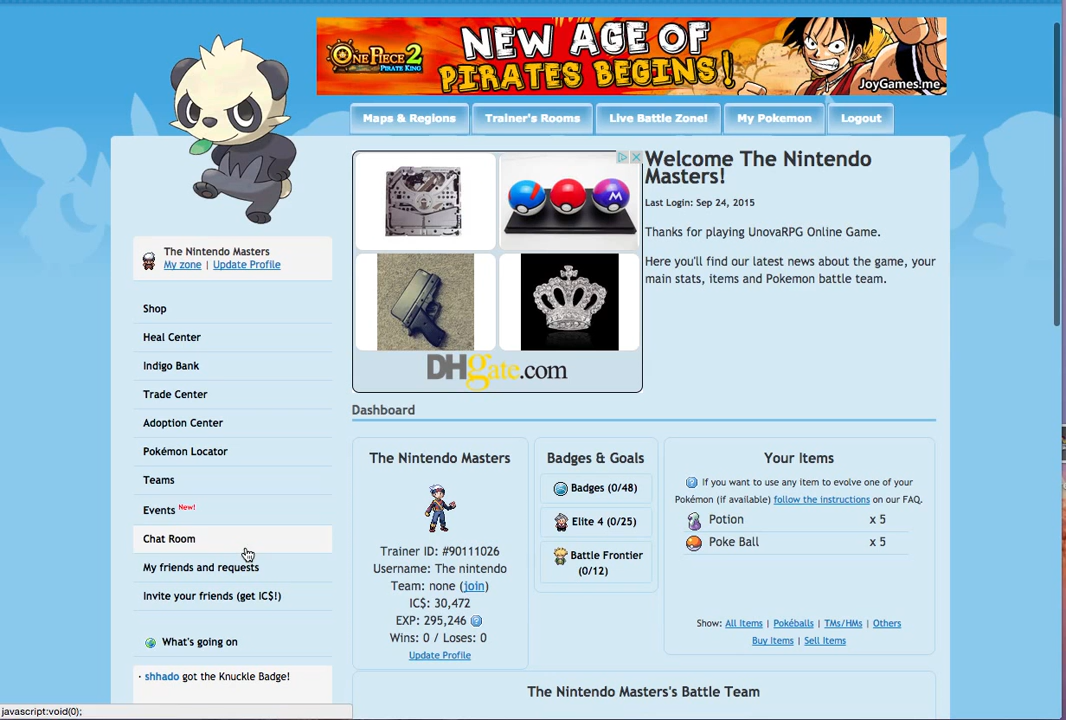 ONE PIECE 2
PIRATE KING
NEW AGE OF
PIRATES BEGINS!
JoyGames.me
Maps & Regions
Trainer's Rooms
Live Battle Zone!
My Pokemon
Logout
The Nintendo Masters
My zone | Update Profile
Shop
Heal Center
Indigo Bank
Trade Center
Adoption Center
Pokémon Locator
Teams
Events New!
Chat Room
My friends and requests
Invite your friends (get IC$!)
What's going on
· shhado got the Knuckle Badge!
M
DHgate.com
Welcome The Nintendo
Masters!
Last Login: Sep 24, 2015
Thanks for playing UnovaRPG Online Game.
Here you'll find our latest news about the game, your
main stats, items and Pokemon battle team.
Dashboard
The Nintendo Masters
Trainer ID: #90111026
Username: The nintendo
Team: none (join)
IC$: 30,472
EXP: 295,246
Wins: 0 / Loses: 0
Update Profile
Badges & Goals
Badges (0/48)
Elite 4 (0/25)
Battle Frontier
(0/12)
Your Items
If you want to use any item to evolve one of your
Pokémon (if available) follow the instructions on our FAQ.
Potion x 5
Poke Ball x 5
Show: All Items | Pokéballs | TMs/HMs | Others
Buy Items | Sell Items
The Nintendo Masters's Battle Team
javascript:void(0);